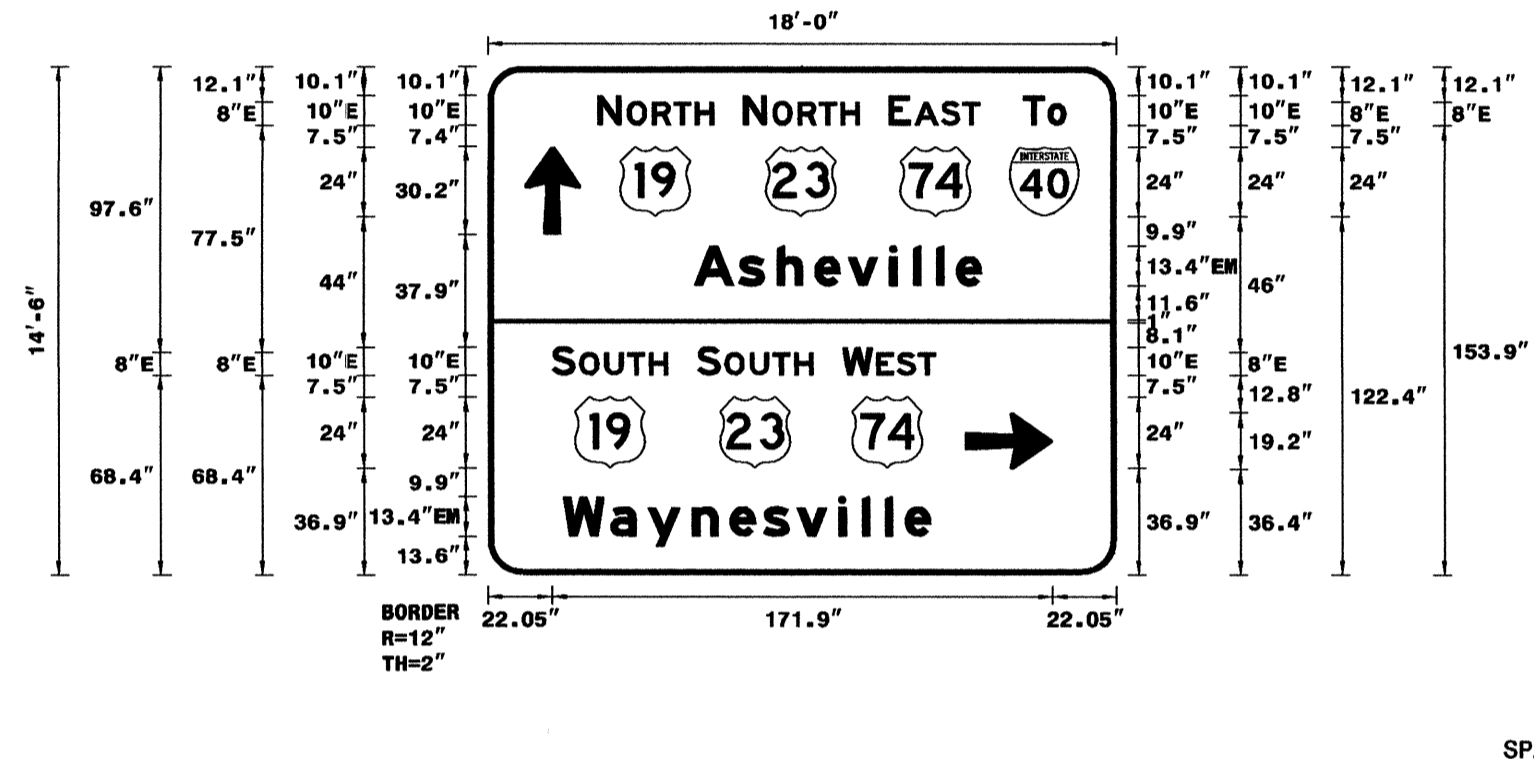 18'-0"
14'-6"
97.6"
8"E
68.4"
12.1"
8"E
77.5"
8"E
68.4"
10.1"
10"E
7.5"
24"
44"
10"E
7.5"
24"
36.9"
10.1"
10"E
7.4"
30.2"
37.9"
10"E
7.5"
24"
9.9"
13.4"EM
13.6"
NORTH NORTH EAST To
19 23 74 INTERSTATE 40
Asheville
SOUTH SOUTH WEST
19 23 74
Waynesville
10.1"
10"E
7.5"
24"
9.9"
13.4"EM
11.6"
1"
8.1"
10"E
7.5"
24"
36.9"
10.1"
10"E
7.5"
24"
46"
8"E
12.8"
19.2"
36.4"
12.1"
8"E
7.5"
24"
122.4"
12.1"
8"E
153.9"
22.05" 171.9" 22.05"
BORDER
R=12"
TH=2"